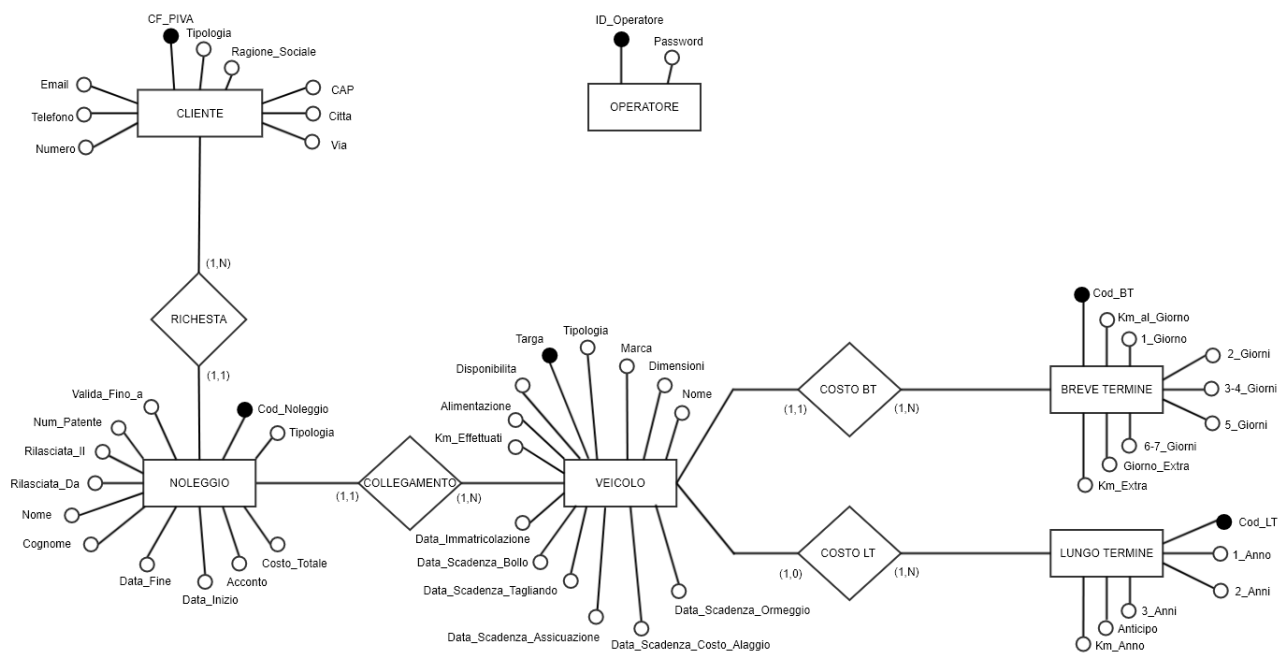 CF_PIVA
Tipologia
Ragione_Sociale
Email
Telefono
Numero
CLIENTE
CAP
Citta
Via
ID_Operatore
Password
OPERATORE
(1,N)
RICHESTA
(1,1)
Valida_Fino_a
Num_Patente
Rilasciata_Il
Rilasciata_Da
Nome
Cognome
Cod_Noleggio
Tipologia
NOLEGGIO
Data_Fine
Data_Inizio
Acconto
Costo_Totale
(1,1)
COLLEGAMENTO
(1,N)
Targa
Tipologia
Marca
Dimensioni
Nome
Disponibilita
Alimentazione
Km_Effettuati
VEICOLO
Data_Immatricolazione
Data_Scadenza_Bollo
Data_Scadenza_Tagliando
Data_Scadenza_Assicuazione
Data_Scadenza_Costo_Alaggio
Data_Scadenza_Ormeggio
(1,1)
COSTO BT
(1,N)
Cod_BT
Km_al_Giorno
1_Giorno
2_Giorni
3-4_Giorni
5_Giorni
BREVE TERMINE
6-7_Giorni
Giorno_Extra
Km_Extra
(1,0)
COSTO LT
(1,N)
LUNGO TERMINE
Cod_LT
1_Anno
2_Anni
3_Anni
Anticipo
Km_Anno